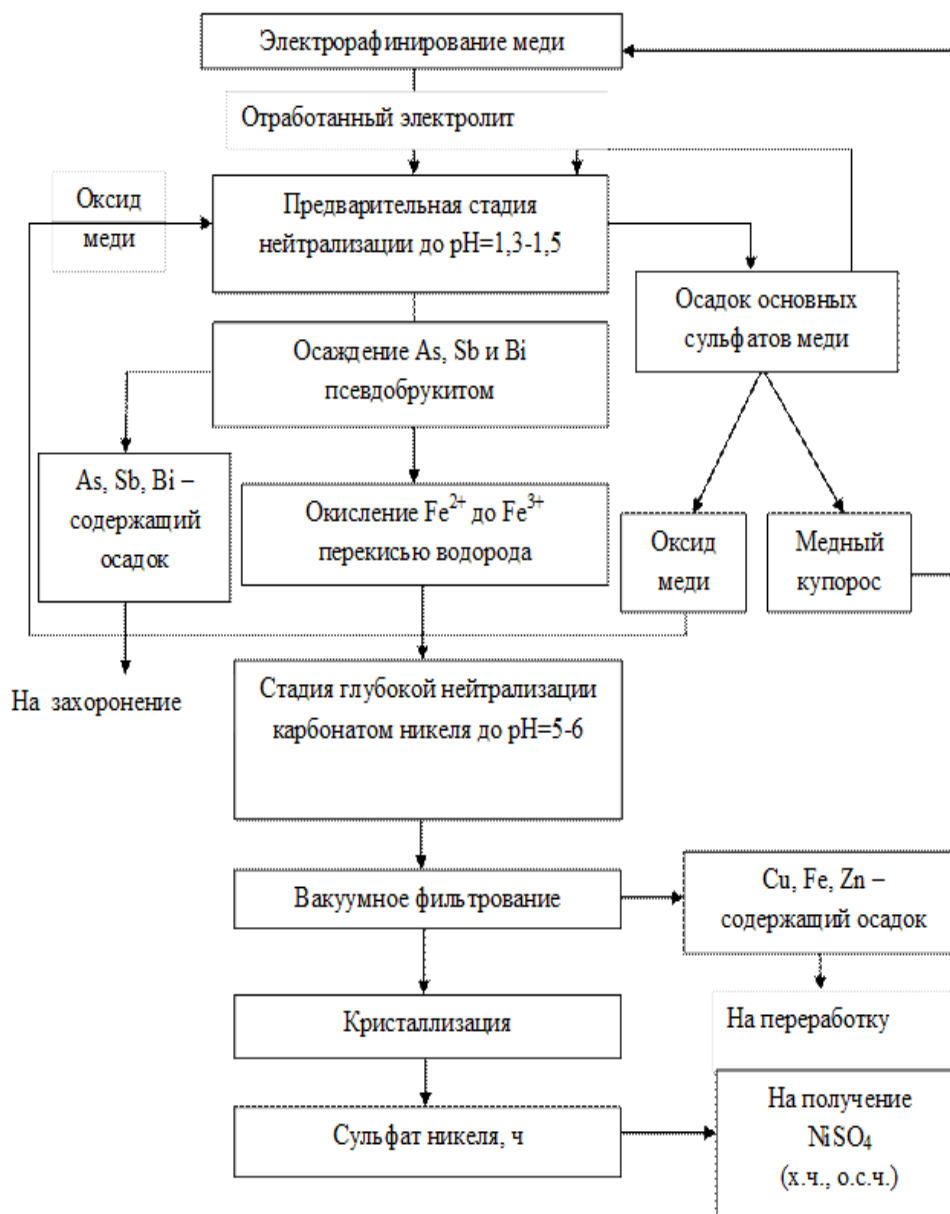 Электрорафинирование меди
Отработанный электролит
Оксид
меди
Предварительная стадия
нейтрализации до pH=1,3-1,5
Осадок основных
сульфатов меди
Осаждение As, Sb и Bi
псевдобрукитом
As, Sb, Bi –
содержащий
осадок
Окисление Fe²⁺ до Fe³⁺
перекисью водорода
Оксид
меди
Медный
купорос
На захоронение
Стадия глубокой нейтрализации
карбонатом никеля до pH=5-6
Вакуумное фильтрование
Cu, Fe, Zn –
содержащий осадок
Кристаллизация
На переработку
Сульфат никеля, ч
На получение
NiSO₄
(х.ч., о.с.ч.)